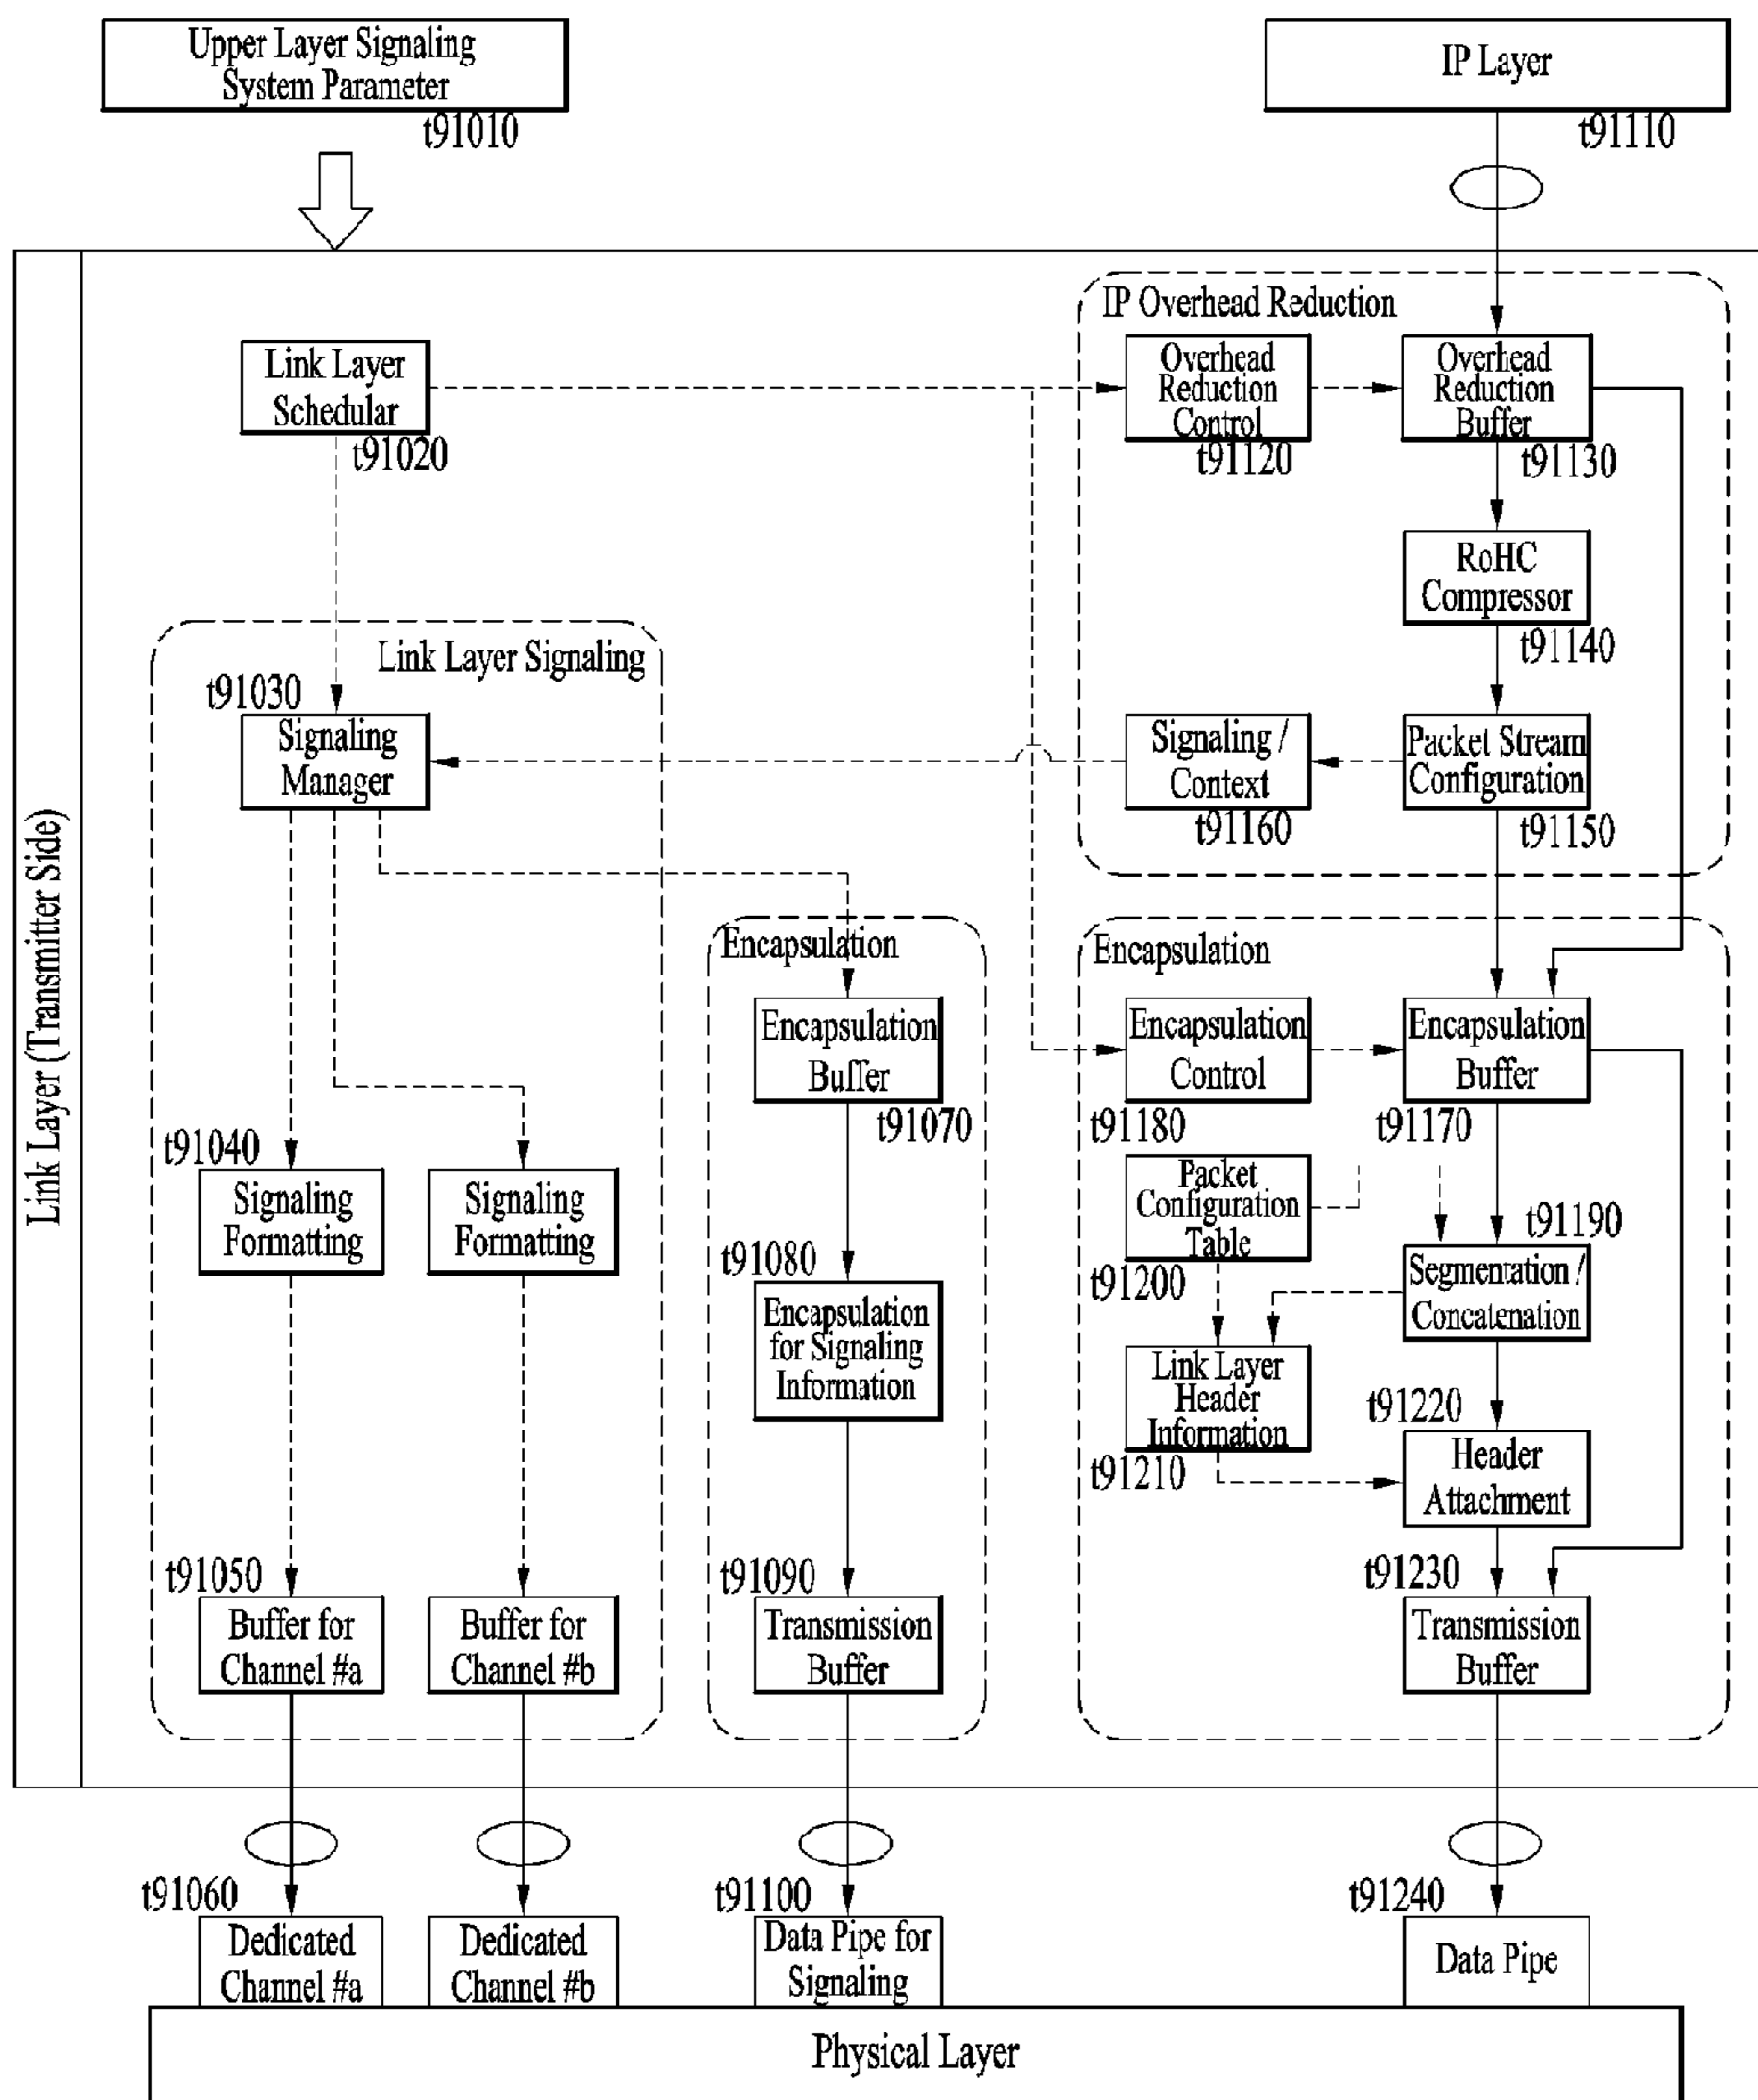 Upper Layer Signaling
System Parameter
t91010
IP Layer
t91110
Link Layer (Transmitter Side)
IP Overhead Reduction
Link Layer
Schedular
t91020
Overhead
Reduction
Control
t91120
Overhead
Reduction
Buffer
t91130
RoHC
Compressor
t91140
Link Layer Signaling
t91030
Signaling
Manager
Signaling /
Context
t91160
Packet Stream
Configuration
t91150
Encapsulation
Encapsulation
Buffer
t91070
Encapsulation
Encapsulation
Control
t91180
Encapsulation
Buffer
t91170
t91040
Signaling
Formatting
Signaling
Formatting
Packet
Configuration
Table
t91200
t91190
Segmentation /
Concatenation
t91080
Encapsulation
for Signaling
Information
Link Layer
Header
Information
t91210
t91220
Header
Attachment
t91050
Buffer for
Channel #a
Buffer for
Channel #b
t91090
Transmission
Buffer
t91230
Transmission
Buffer
t91060
Dedicated
Channel #a
Dedicated
Channel #b
t91100
Data Pipe for
Signaling
t91240
Data Pipe
Physical Layer